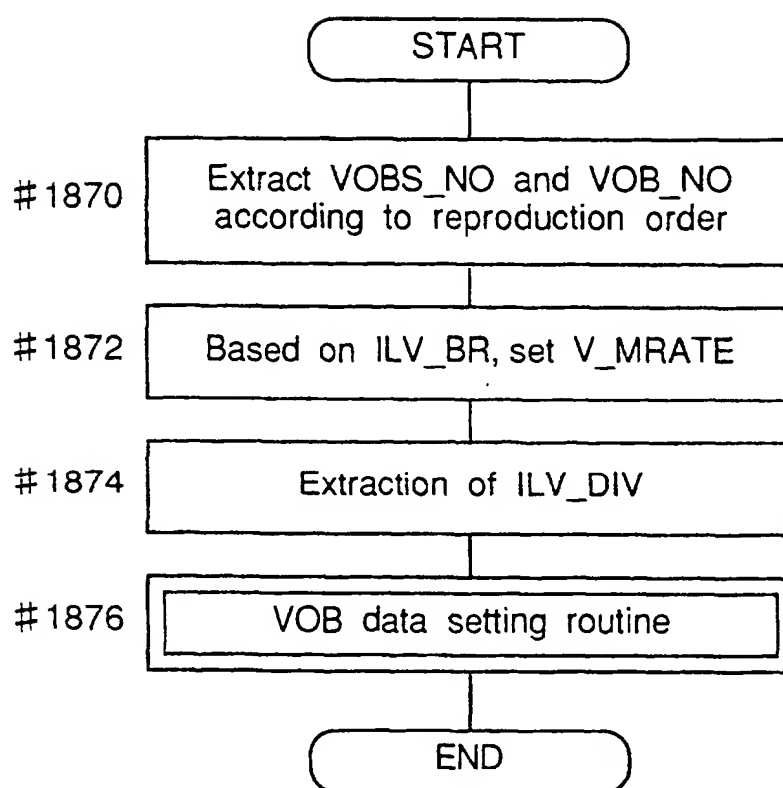 START
#1870
Extract VOBS_NO and VOB_NO
according to reproduction order
#1872
Based on ILV_BR, set V_MRATE
#1874
Extraction of ILV_DIV
#1876
VOB data setting routine
END